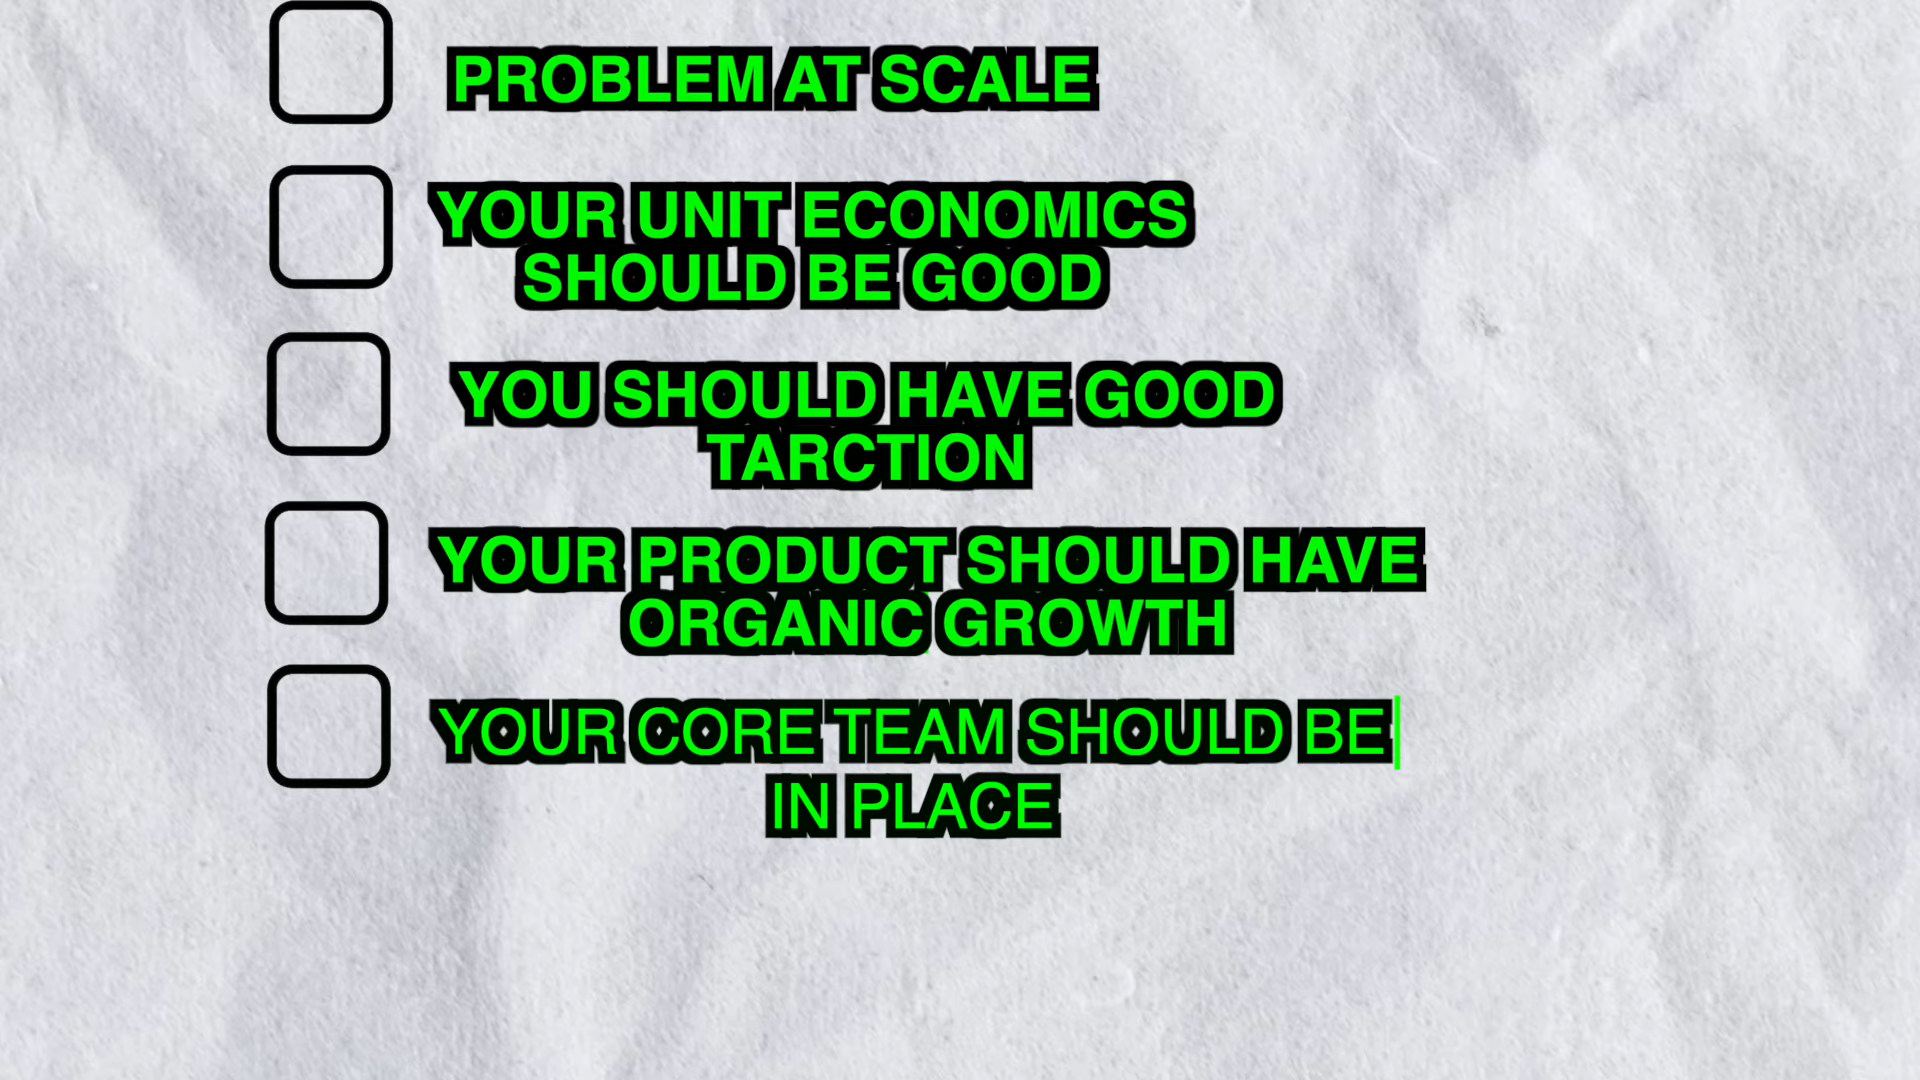 PROBLEM AT SCALE
YOUR UNIT ECONOMICS
SHOULD BE GOOD
YOU SHOULD HAVE GOOD
TARCTION
YOUR PRODUCT SHOULD HAVE
ORGANIC GROWTH
YOUR CORE TEAM SHOULD BE
IN PLACE